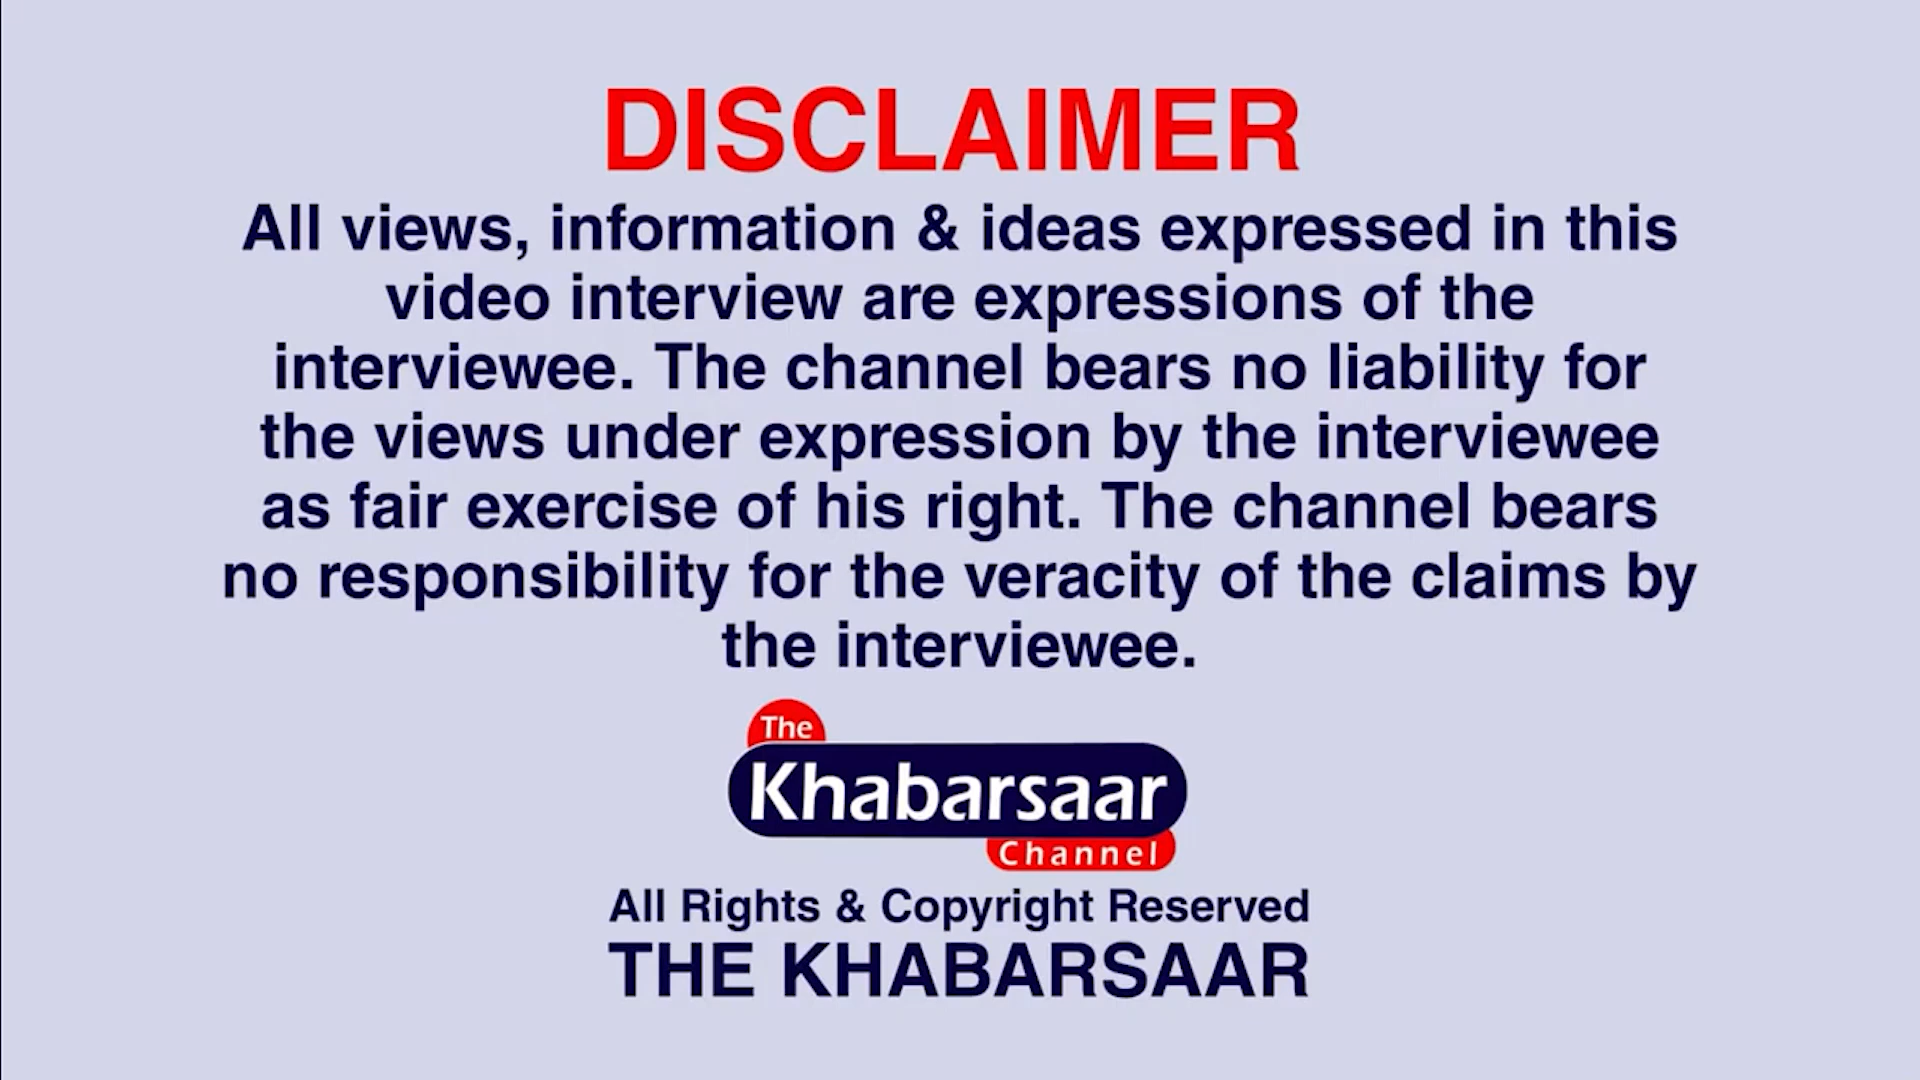 DISCLAIMER
All views, information & ideas expressed in this
video interview are expressions of the
interviewee. The channel bears no liability for
the views under expression by the interviewee
as fair exercise of his right. The channel bears
no responsibility for the veracity of the claims by
the interviewee.
The
Khabarsaar
Channel
All Rights & Copyright Reserved
THE KHABARSAAR